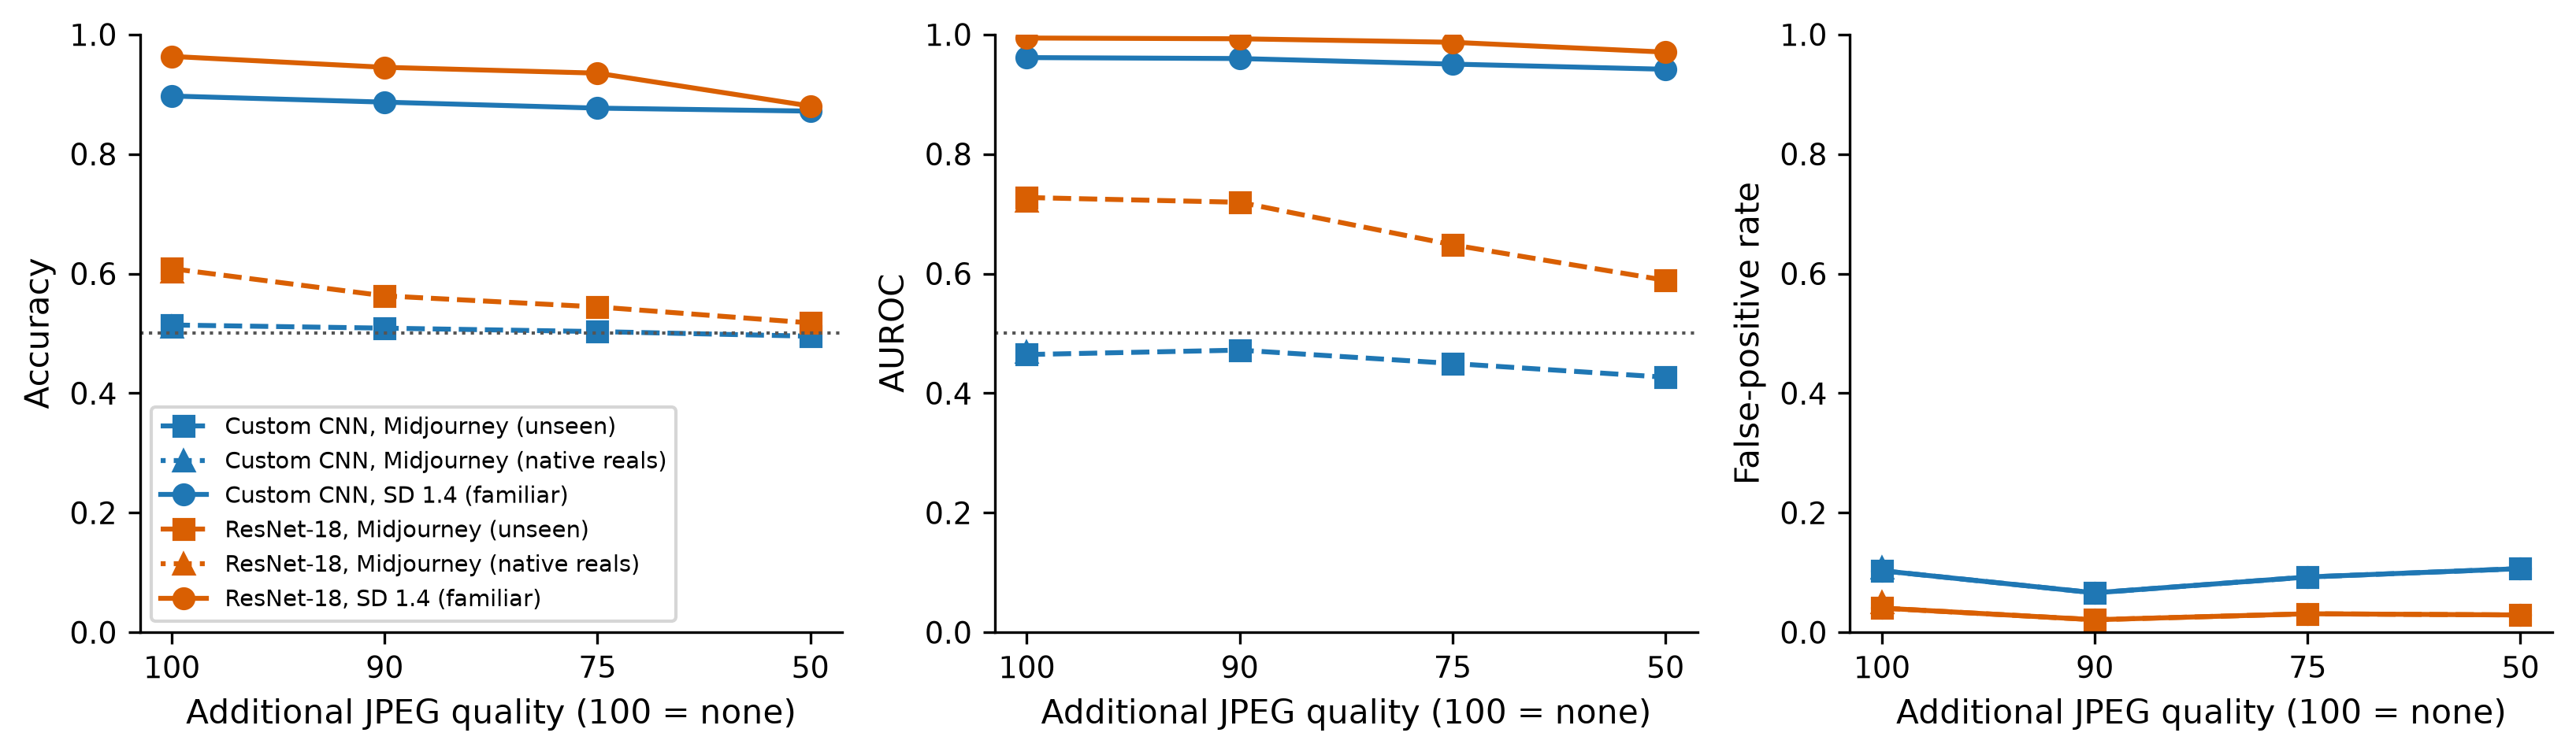 Accuracy
1.0
0.8
0.6
0.4
0.2
0.0
100 90 75 50
Additional JPEG quality (100 = none)
Custom CNN, Midjourney (unseen)
Custom CNN, Midjourney (native reals)
Custom CNN, SD 1.4 (familiar)
ResNet-18, Midjourney (unseen)
ResNet-18, Midjourney (native reals)
ResNet-18, SD 1.4 (familiar)
AUROC
1.0
0.8
0.6
0.4
0.2
0.0
100 90 75 50
Additional JPEG quality (100 = none)
False-positive rate
1.0
0.8
0.6
0.4
0.2
0.0
100 90 75 50
Additional JPEG quality (100 = none)